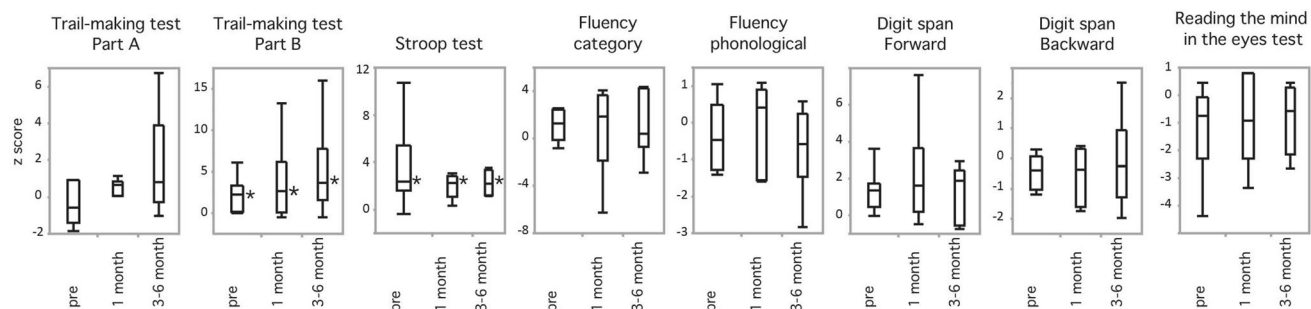 Trail-making test
Part A
Trail-making test
Part B
Stroop test
Fluency
category
Fluency
phonological
Digit span
Forward
Digit span
Backward
Reading the mind
in the eyes test
z score
6
4
2
0
-2
15
10
5
0
*
*
*
12
8
4
0
*
*
*
4
0
-4
-8
1
0
-1
-2
-3
6
4
2
0
2
1
0
-1
-2
1
0
-1
-2
-3
-4
pre
1 month
3-6 month
pre
1 month
3-6 month
pre
1 month
3-6 month
pre
1 month
3-6 month
pre
1 month
3-6 month
pre
1 month
3-6 month
pre
1 month
3-6 month
pre
1 month
3-6 month